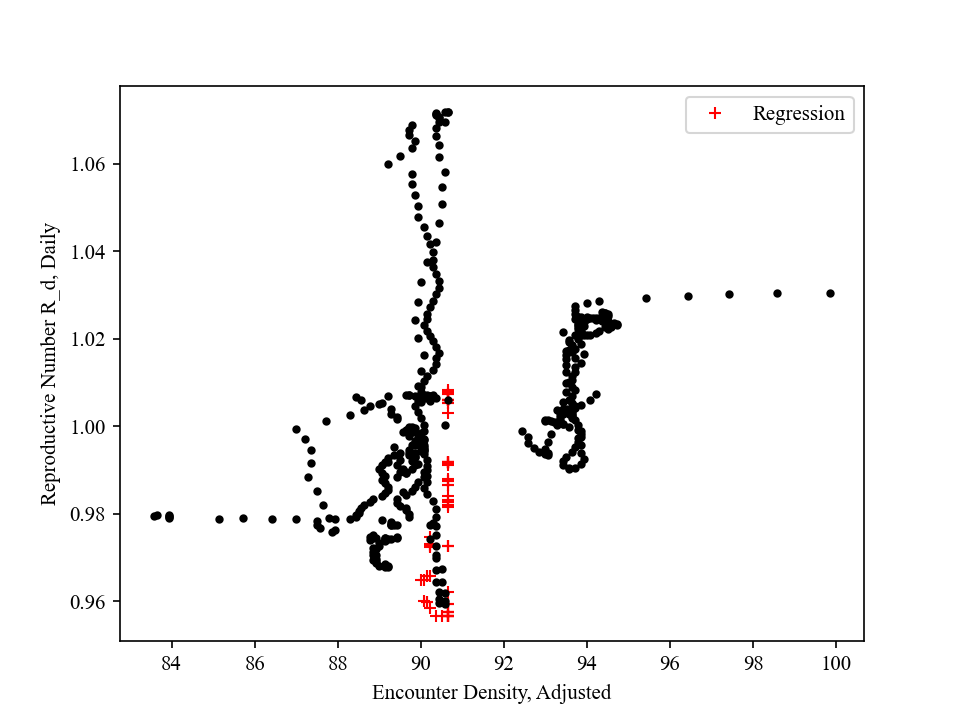 Regression
Reproductive Number R_d, Daily
1.06
1.04
1.02
1.00
0.98
0.96
84 86 88 90 92 94 96 98 100
Encounter Density, Adjusted